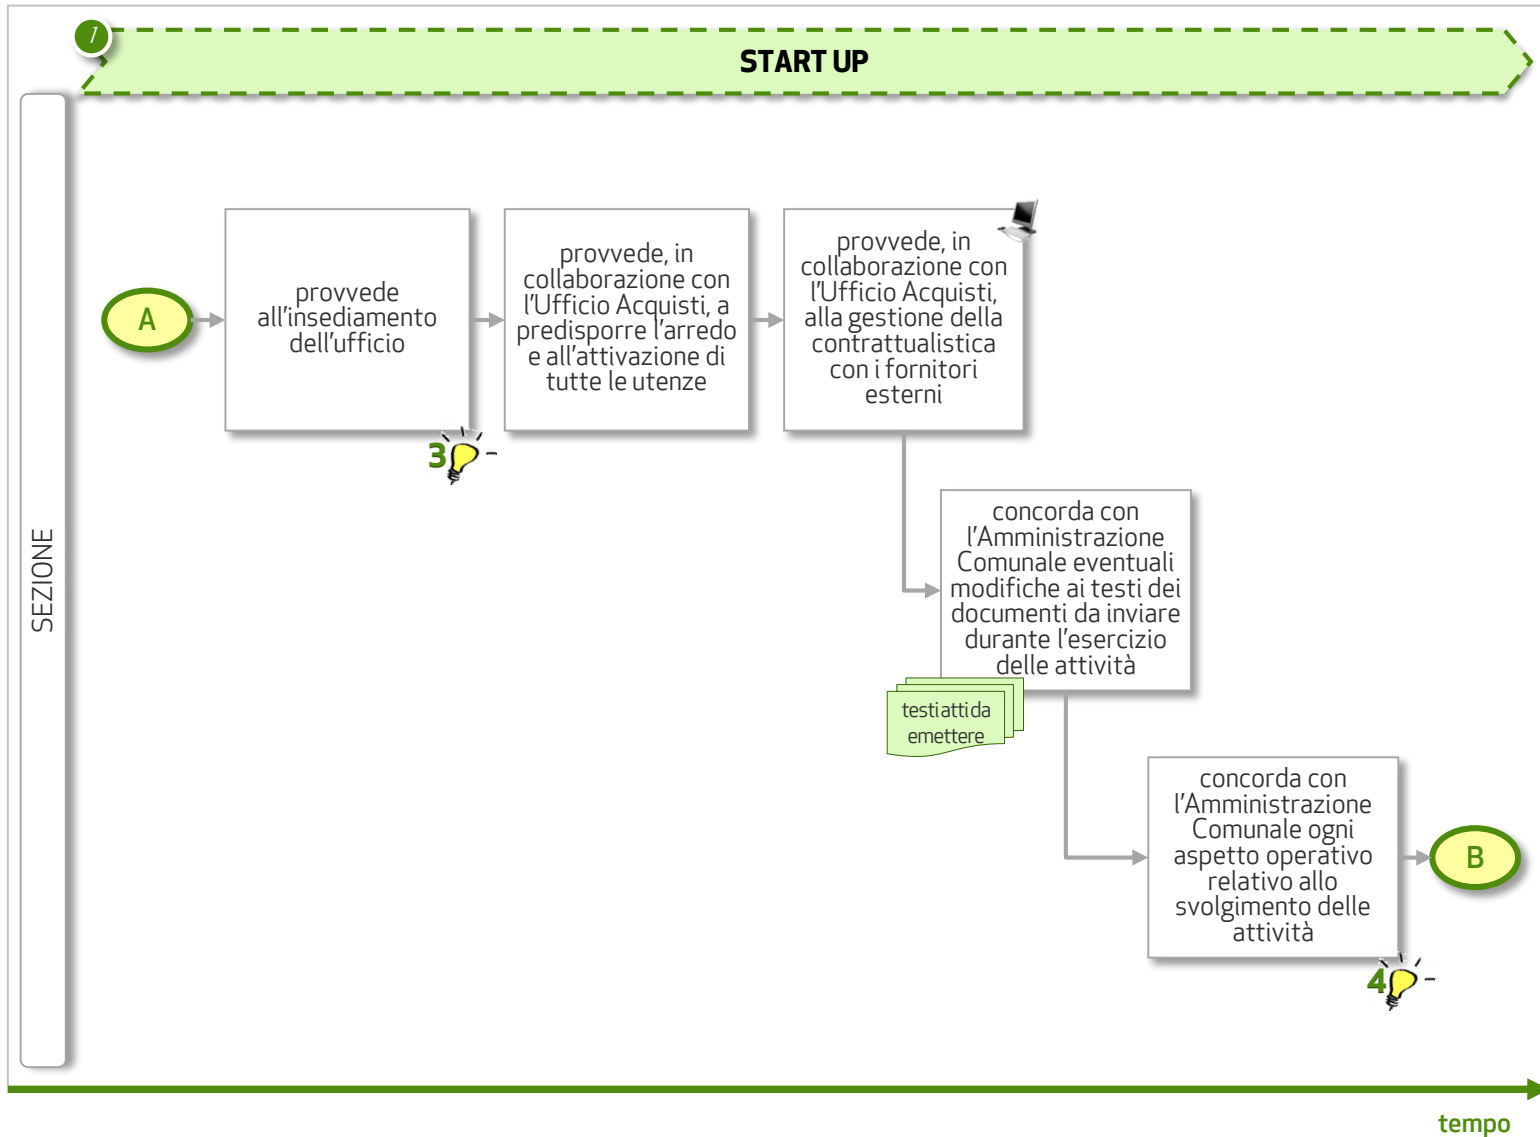 1
START UP
SEZIONE
A
provvede
all'insediamento
dell'ufficio
3
provvede, in
collaborazione con
l'Ufficio Acquisti, a
predisporre l'arredo
e all'attivazione di
tutte le utenze
provvede, in
collaborazione con
l'Ufficio Acquisti,
alla gestione della
contrattualistica
con i fornitori
esterni
concorda con
l'Amministrazione
Comunale eventuali
modifiche ai testi dei
documenti da inviare
durante l'esercizio
delle attività
testi atti da
emettere
concorda con
l'Amministrazione
Comunale ogni
aspetto operativo
relativo allo
svolgimento delle
attività
4
B
tempo